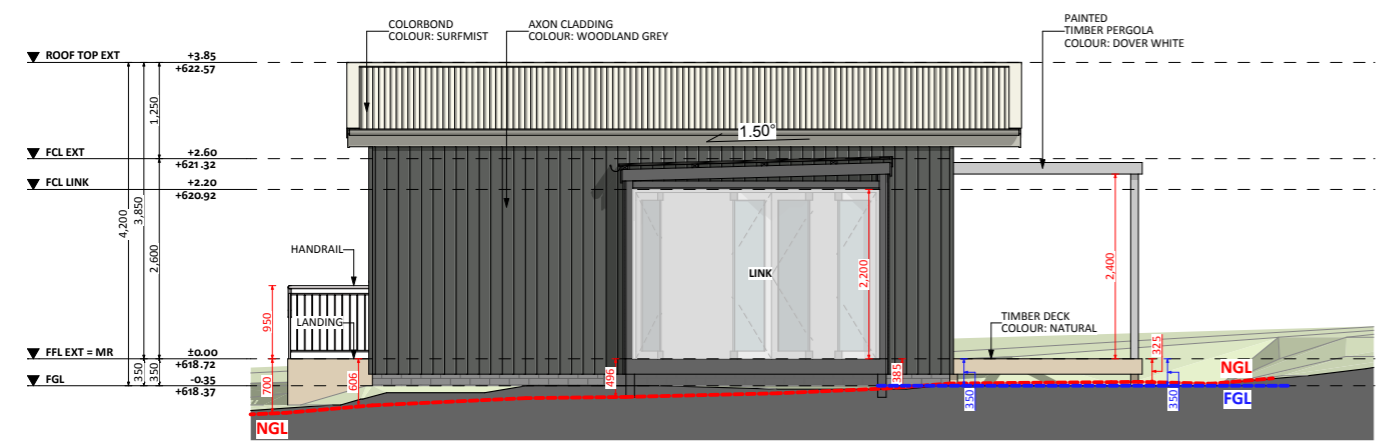 COLORBOND
COLOUR: SURFMIST
AXON CLADDING
COLOUR: WOODLAND GREY
PAINTED
TIMBER PERGOLA
COLOUR: DOVER WHITE
ROOF TOP EXT +3.85
+622.57
1,250
1.50°
FCL EXT +2.60
+621.32
FCL LINK +2.20
+620.92
4,200
3,850
2,600
HANDRAIL
LINK
2,200
2,400
950
LANDING
TIMBER DECK
COLOUR: NATURAL
325
FFL EXT = MR ±0.00
+618.72
350
350
700
606
496
385
350
350
FGL -0.35
+618.37
NGL
FGL
NGL